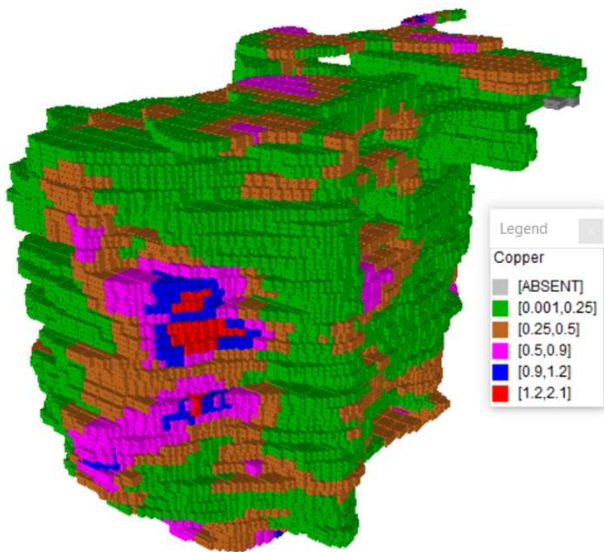 Legend
Copper
[ABSENT]
[0.001,0.25]
[0.25,0.5]
[0.5,0.9]
[0.9,1.2]
[1.2,2.1]